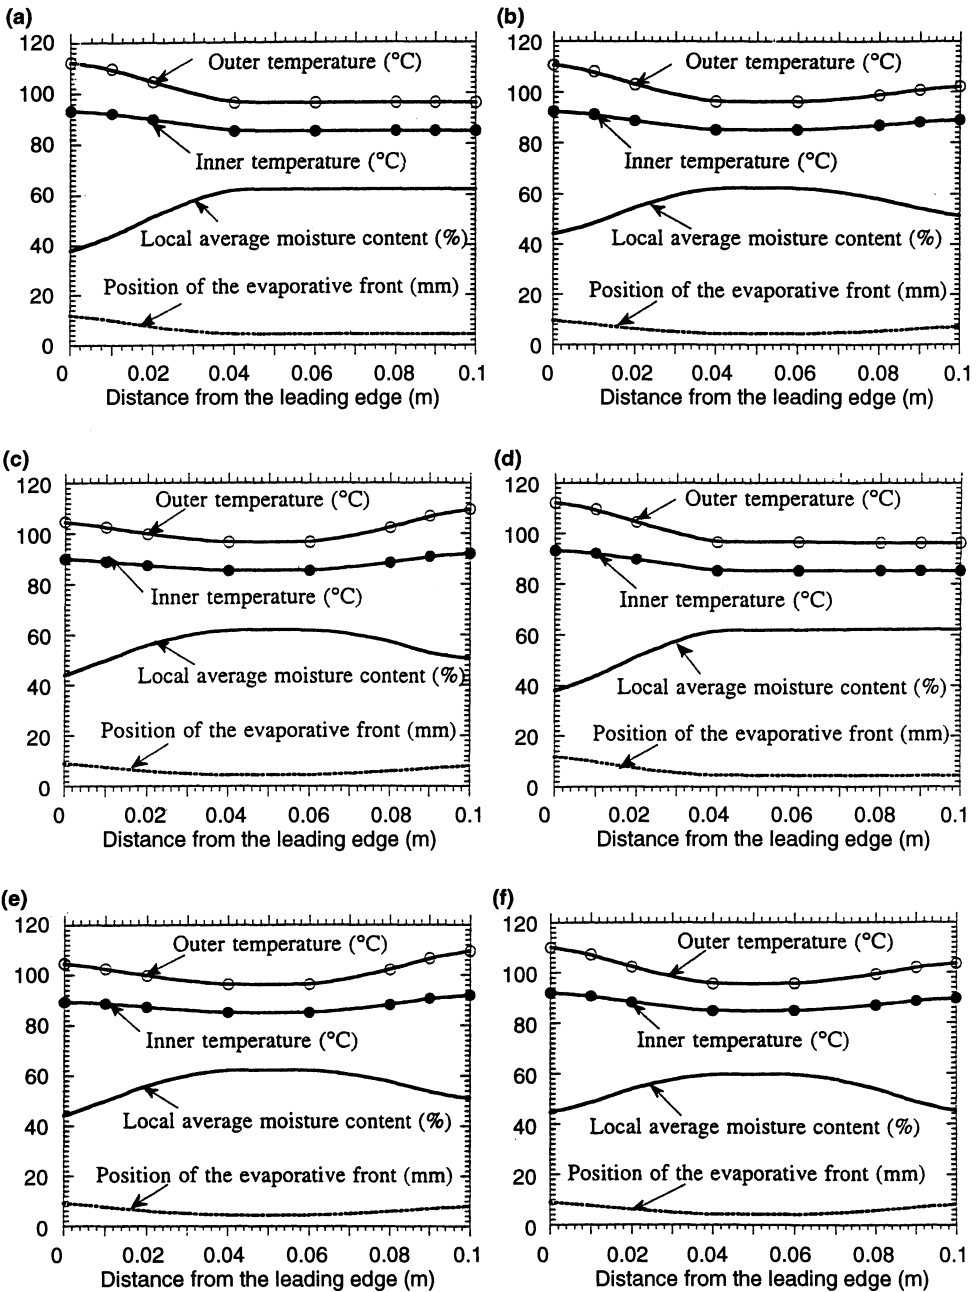 (a)
120
100
80
60
40
20
0
Outer temperature (°C)
Inner temperature (°C)
Local average moisture content (%)
Position of the evaporative front (mm)
0 0.02 0.04 0.06 0.08 0.1
Distance from the leading edge (m)
(b)
120
100
80
60
40
20
0
Outer temperature (°C)
Inner temperature (°C)
Local average moisture content (%)
Position of the evaporative front (mm)
0 0.02 0.04 0.06 0.08 0.1
Distance from the leading edge (m)
(c)
120
100
80
60
40
20
0
Outer temperature (°C)
Inner temperature (°C)
Local average moisture content (%)
Position of the evaporative front (mm)
0 0.02 0.04 0.06 0.08 0.1
Distance from the leading edge (m)
(d)
120
100
80
60
40
20
0
Outer temperature (°C)
Inner temperature (°C)
Local average moisture content (%)
Position of the evaporative front (mm)
0 0.02 0.04 0.06 0.08 0.1
Distance from the leading edge (m)
(e)
120
100
80
60
40
20
0
Outer temperature (°C)
Inner temperature (°C)
Local average moisture content (%)
Position of the evaporative front (mm)
0 0.02 0.04 0.06 0.08 0.1
Distance from the leading edge (m)
(f)
120
100
80
60
40
20
0
Outer temperature (°C)
Inner temperature (°C)
Local average moisture content (%)
Position of the evaporative front (mm)
0 0.02 0.04 0.06 0.08 0.1
Distance from the leading edge (m)